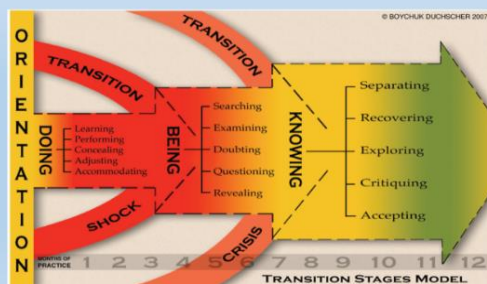 © BOYCHUK DUCHSCHER 2007
ORIENTATION
TRANSITION
SHOCK
DOING
Learning
Performing
Concealing
Adjusting
Accommodating
TRANSITION
CRISIS
BEING
Searching
Examining
Doubting
Questioning
Revealing
KNOWING
Separating
Recovering
Exploring
Critiquing
Accepting
MONTHS OF
PRACTICE 1 2 3 4 5 6 7 8 9 10 11 12
TRANSITION STAGES MODEL